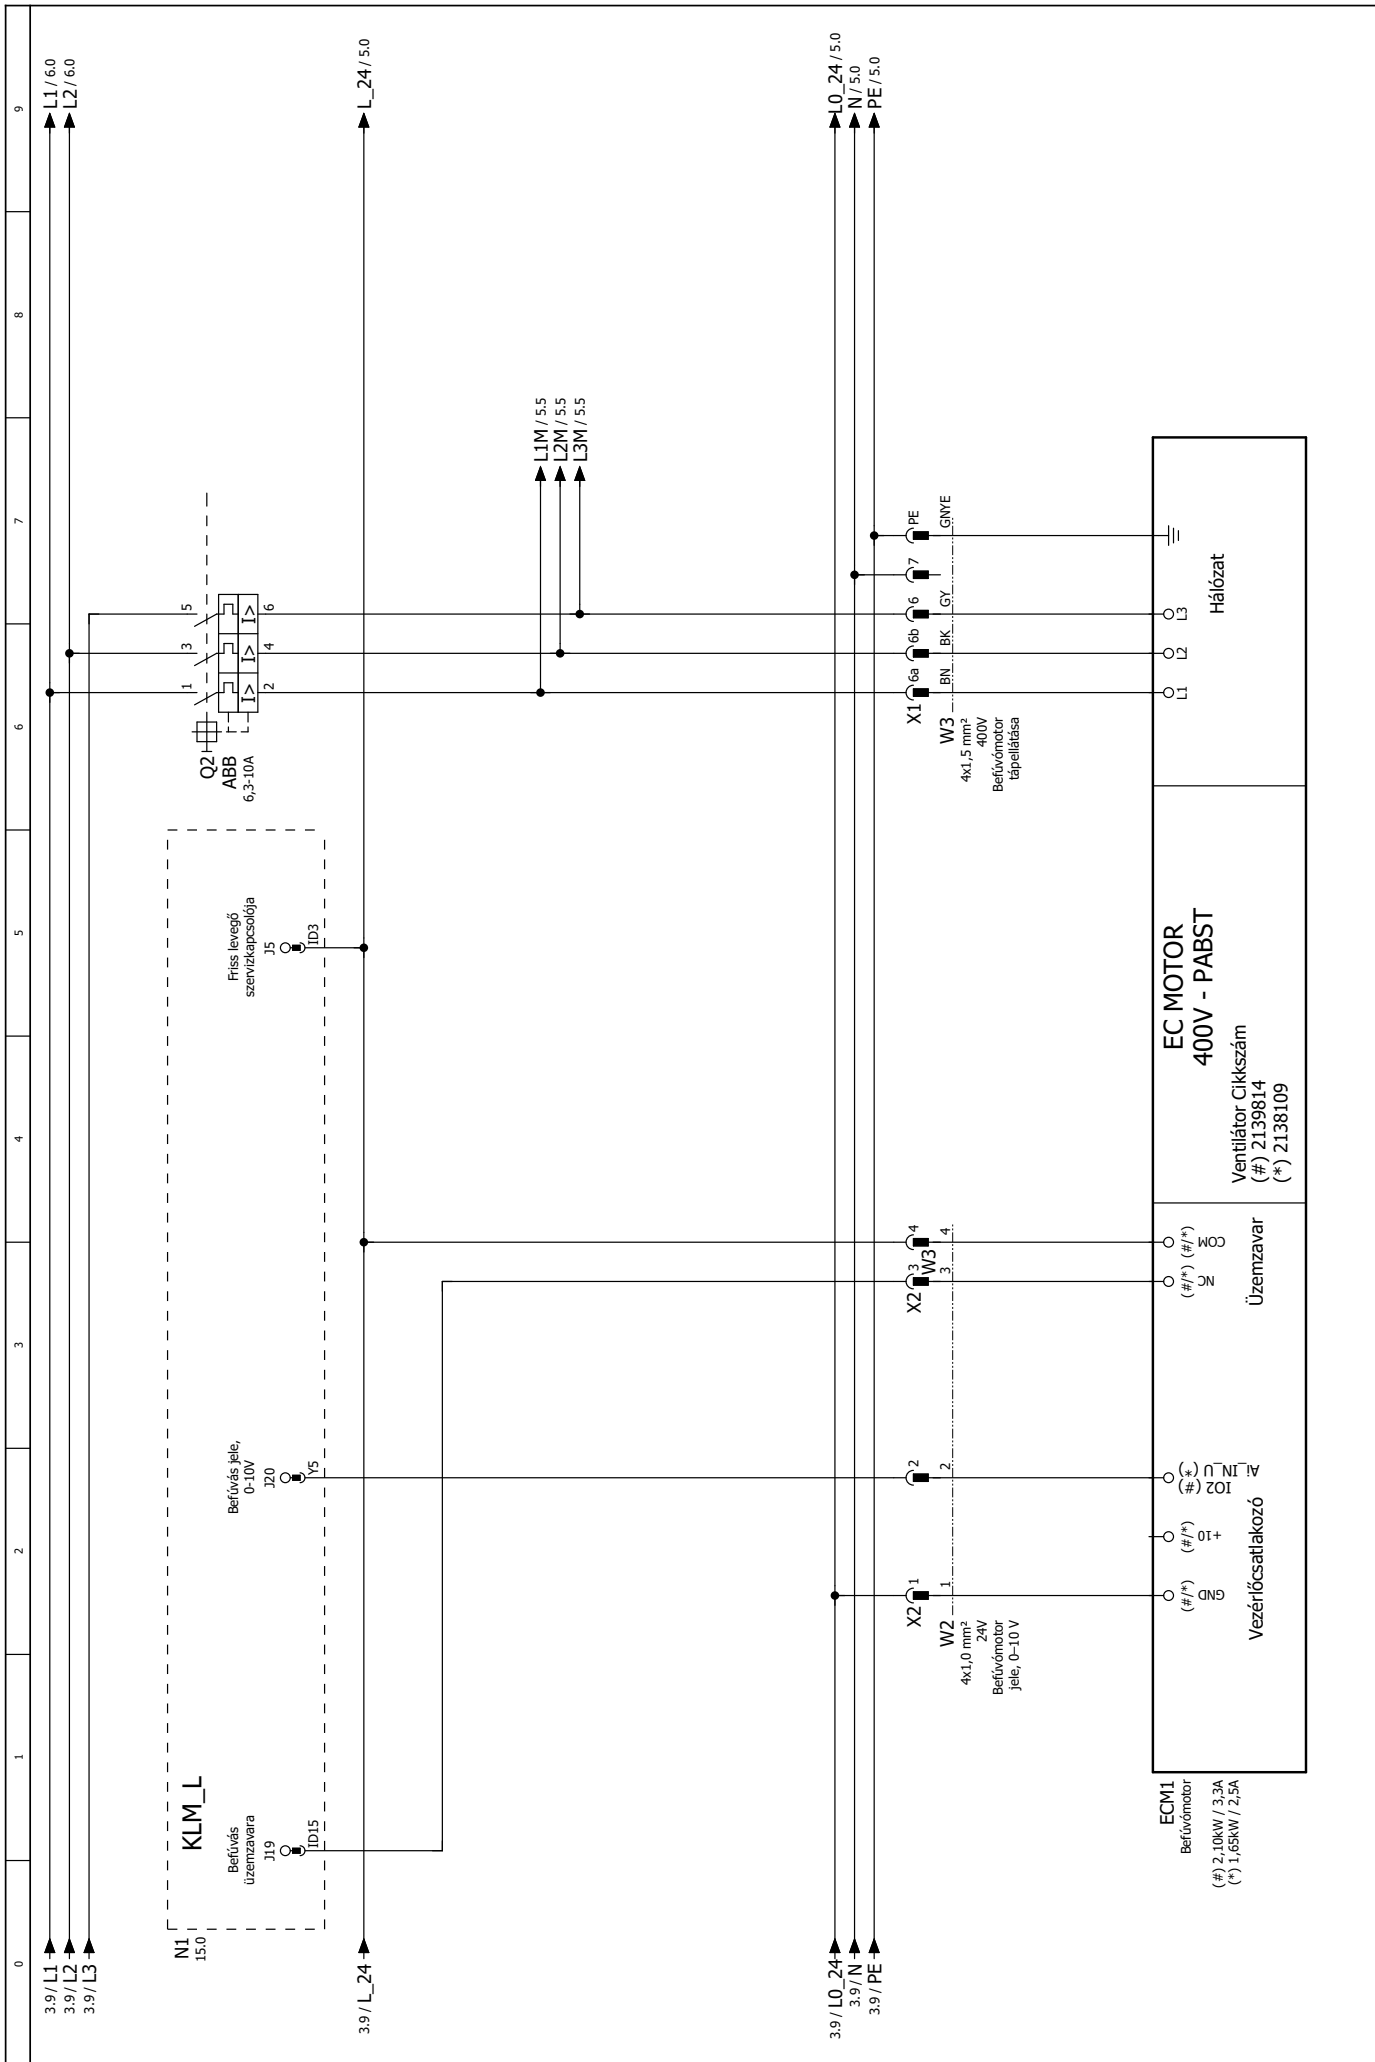 0
1
2
3
4
5
6
7
8
9
3.9 / L1
3.9 / L2
3.9 / L3
L1 / 6.0
L2 / 6.0
N1
15.0
KLM_L
Befúvás
üzemzavara
J19
ID15
Befúvás jele,
0-10V
J20
Y5
Friss levegő
szervizkapcsolója
J5
ID3
Q2
ABB
6,3-10A
1
3
5
I>
I>
I>
2
4
6
3.9 / L_24
L_24 / 5.0
L1M / 5.5
L2M / 5.5
L3M / 5.5
3.9 / L0_24
3.9 / N
3.9 / PE
L0_24 / 5.0
N / 5.0
PE / 5.0
X2
1
2
X2
3
4
W3
X1
6a
6b
6
7
PE
W2
4x1,0 mm²
24V
Befúvómotor
jele, 0–10 V
1
2
3
4
W3
4x1,5 mm²
400V
Befúvómotor
tápellátása
BN
BK
GY
GNYE
ECM1
Befúvómotor
(#) 2,10kW / 3,3A
(*) 1,65kW / 2,5A
GND
(#/*)
+10
(#/*)
IO2 (#)
Ai_IN_U (*)
Vezérlőcsatlakozó
NC
(#/*)
COM
(#/*)
Üzemzavar
EC MOTOR
400V - PABST
Ventilátor Cikkszám
(#) 2139814
(*) 2138109
L1
L2
L3
Hálózat